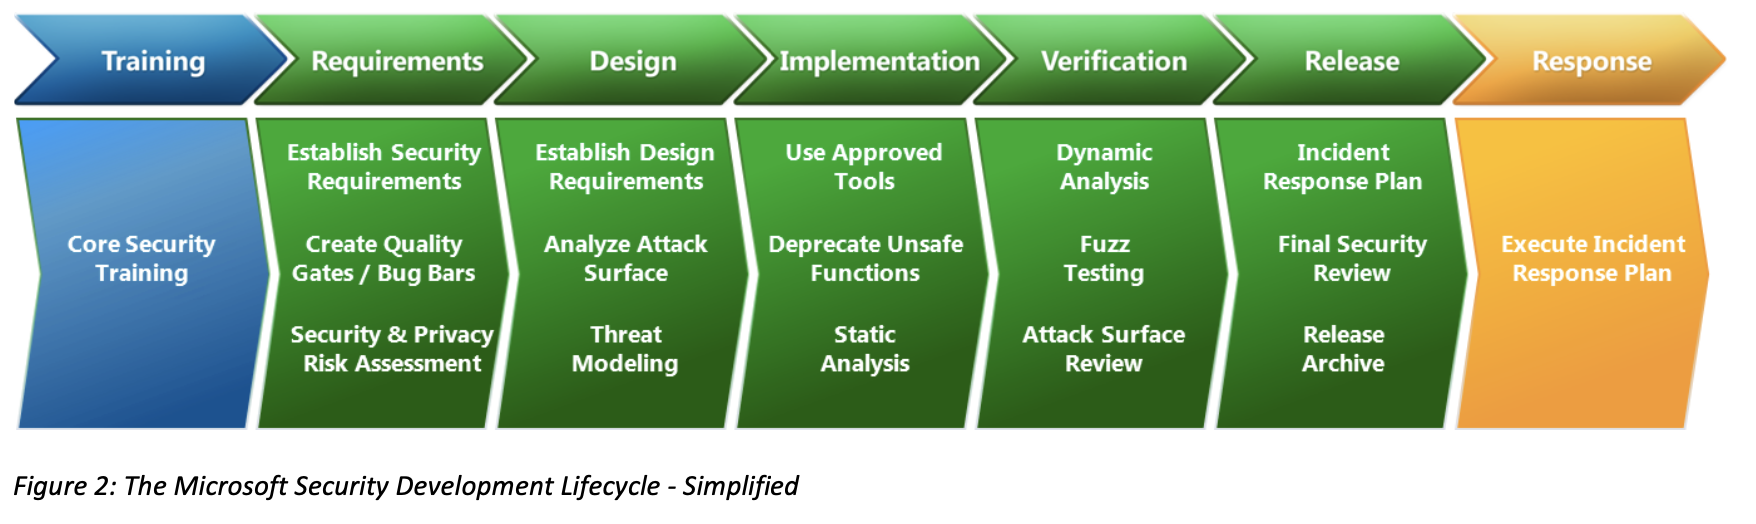 Training
Requirements
Design
Implementation
Verification
Release
Response
Core Security
Training
Establish Security
Requirements
Create Quality
Gates / Bug Bars
Security & Privacy
Risk Assessment
Establish Design
Requirements
Analyze Attack
Surface
Threat
Modeling
Use Approved
Tools
Deprecate Unsafe
Functions
Static
Analysis
Dynamic
Analysis
Fuzz
Testing
Attack Surface
Review
Incident
Response Plan
Final Security
Review
Release
Archive
Execute Incident
Response Plan
Figure 2: The Microsoft Security Development Lifecycle - Simplified